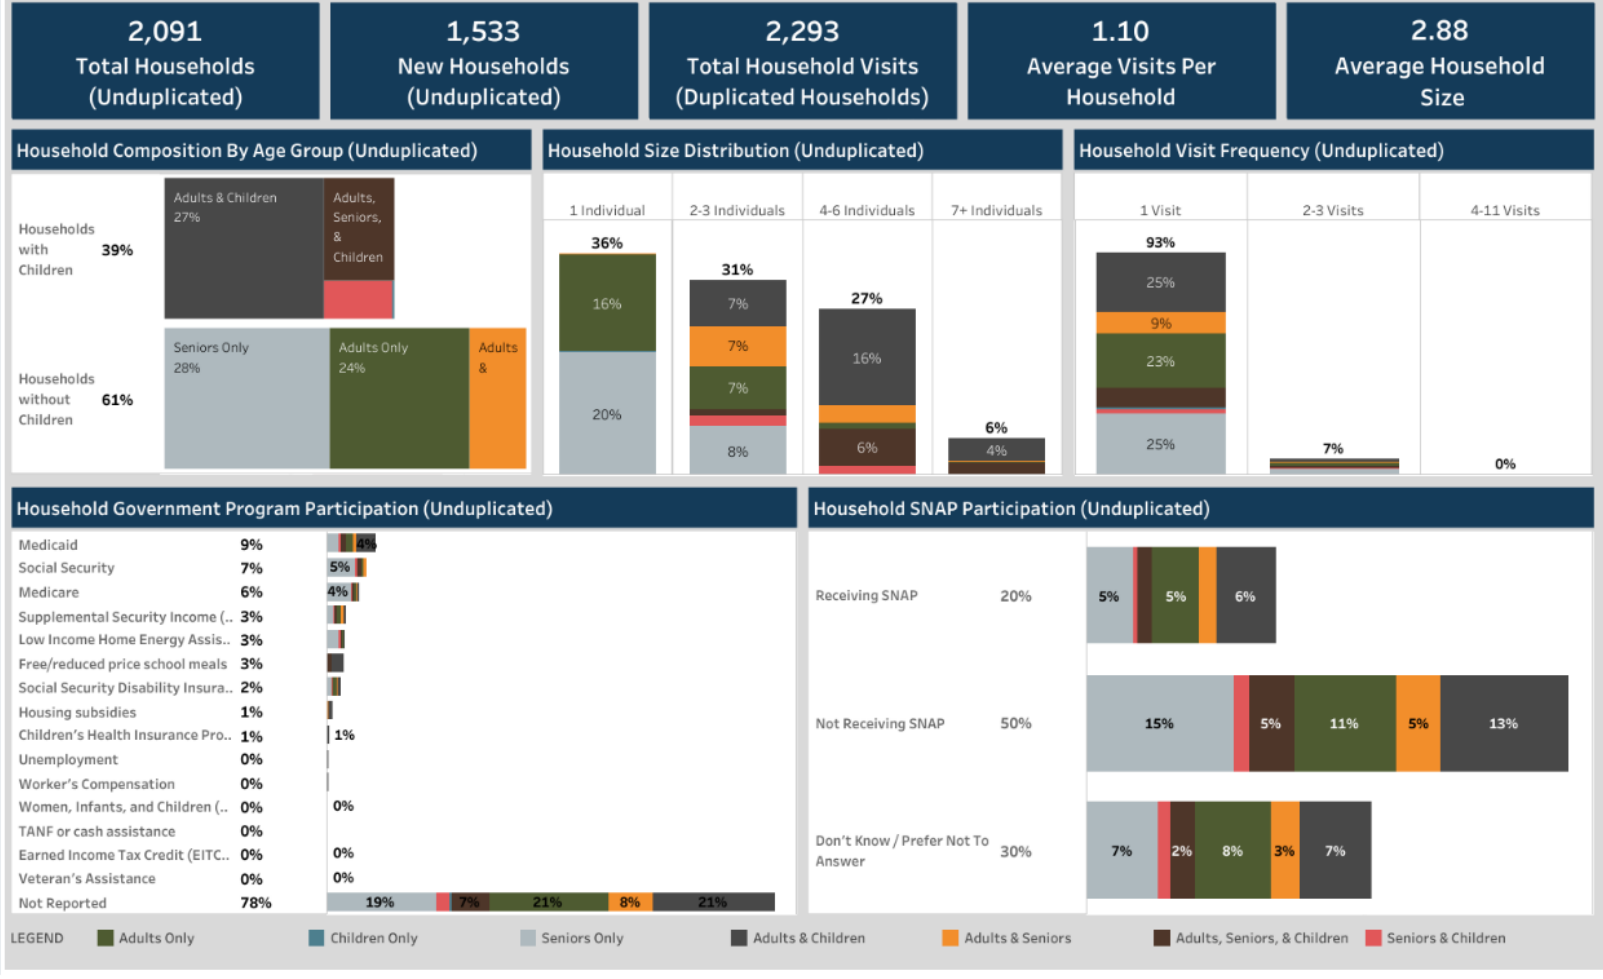 2,091
Total Households
(Unduplicated)
1,533
New Households
(Unduplicated)
2,293
Total Household Visits
(Duplicated Households)
1.10
Average Visits Per
Household
2.88
Average Household
Size
Household Composition By Age Group (Unduplicated)
Households
with
Children
39%
Adults & Children
27%
Adults,
Seniors,
&
Children
Households
without
Children
61%
Seniors Only
28%
Adults Only
24%
Adults
&
Household Size Distribution (Unduplicated)
1 Individual
2-3 Individuals
4-6 Individuals
7+ Individuals
36%
16%
20%
31%
7%
7%
7%
8%
27%
16%
6%
6%
4%
Household Visit Frequency (Unduplicated)
1 Visit
2-3 Visits
4-11 Visits
93%
25%
9%
23%
25%
7%
0%
Household Government Program Participation (Unduplicated)
Medicaid 9% 4%
Social Security 7% 5%
Medicare 6% 4%
Supplemental Security Income (.. 3%
Low Income Home Energy Assis.. 3%
Free/reduced price school meals 3%
Social Security Disability Insura.. 2%
Housing subsidies 1%
Children's Health Insurance Pro.. 1% 1%
Unemployment 0%
Worker's Compensation 0%
Women, Infants, and Children (.. 0% 0%
TANF or cash assistance 0%
Earned Income Tax Credit (EITC.. 0% 0%
Veteran's Assistance 0% 0%
Not Reported 78% 19% 7% 21% 8% 21%
Household SNAP Participation (Unduplicated)
Receiving SNAP 20% 5% 5% 6%
Not Receiving SNAP 50% 15% 5% 11% 5% 13%
Don't Know / Prefer Not To
Answer
30% 7% 2% 8% 3% 7%
LEGEND Adults Only Children Only Seniors Only Adults & Children Adults & Seniors Adults, Seniors, & Children Seniors & Children